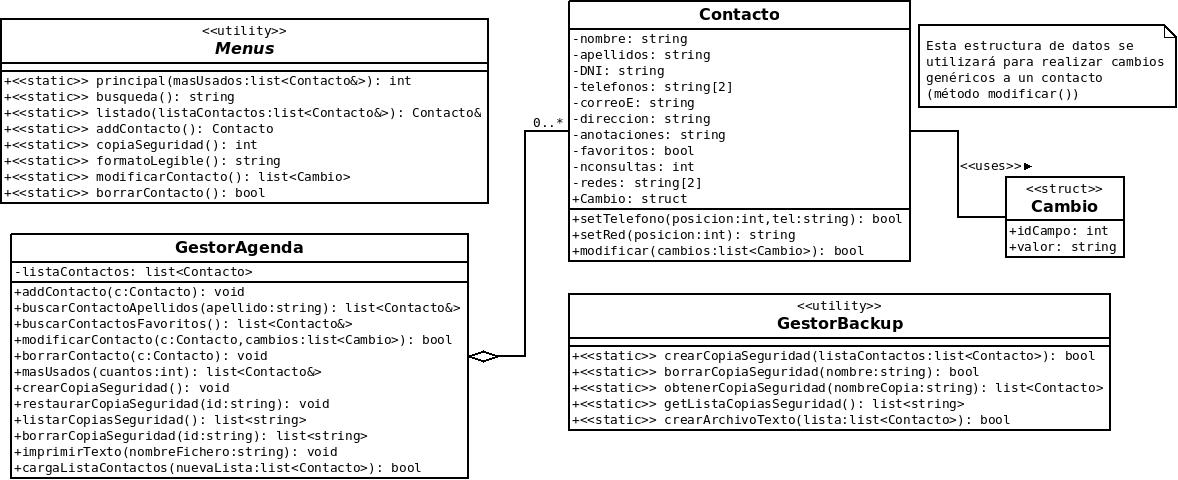 <<utility>>
Menus
+<<static>> principal(masUsados:list<Contacto&>): int
+<<static>> busqueda(): string
+<<static>> listado(listaContactos:list<Contacto&>): Contacto&
+<<static>> addContacto(): Contacto
+<<static>> copiaSeguridad(): int
+<<static>> formatoLegible(): string
+<<static>> modificarContacto(): list<Cambio>
+<<static>> borrarContacto(): bool
GestorAgenda
-listaContactos: list<Contacto>
+addContacto(c:Contacto): void
+buscarContactoApellidos(apellido:string): list<Contacto&>
+buscarContactosFavoritos(): list<Contacto&>
+modificarContacto(c:Contacto,cambios:list<Cambio>): bool
+borrarContacto(c:Contacto): void
+masUsados(cuantos:int): list<Contacto&>
+crearCopiaSeguridad(): void
+restaurarCopiaSeguridad(id:string): void
+listarCopiasSeguridad(): list<string>
+borrarCopiaSeguridad(id:string): list<string>
+imprimirTexto(nombreFichero:string): void
+cargaListaContactos(nuevaLista:list<Contacto>): bool
0..*
Contacto
-nombre: string
-apellidos: string
-DNI: string
-telefonos: string[2]
-correoE: string
-direccion: string
-anotaciones: string
-favoritos: bool
-nconsultas: int
-redes: string[2]
+Cambio: struct
+setTelefono(posicion:int,tel:string): bool
+setRed(posicion:int): string
+modificar(cambios:list<Cambio>): bool
Esta estructura de datos se
utilizará para realizar cambios
genéricos a un contacto
(método modificar())
<<uses>>
<<struct>>
Cambio
+idCampo: int
+valor: string
<<utility>>
GestorBackup
+<<static>> crearCopiaSeguridad(listaContactos:list<Contacto>): bool
+<<static>> borrarCopiaSeguridad(nombre:string): bool
+<<static>> obtenerCopiaSeguridad(nombreCopia:string): list<Contacto>
+<<static>> getListaCopiasSeguridad(): list<string>
+<<static>> crearArchivoTexto(lista:list<Contacto>): bool